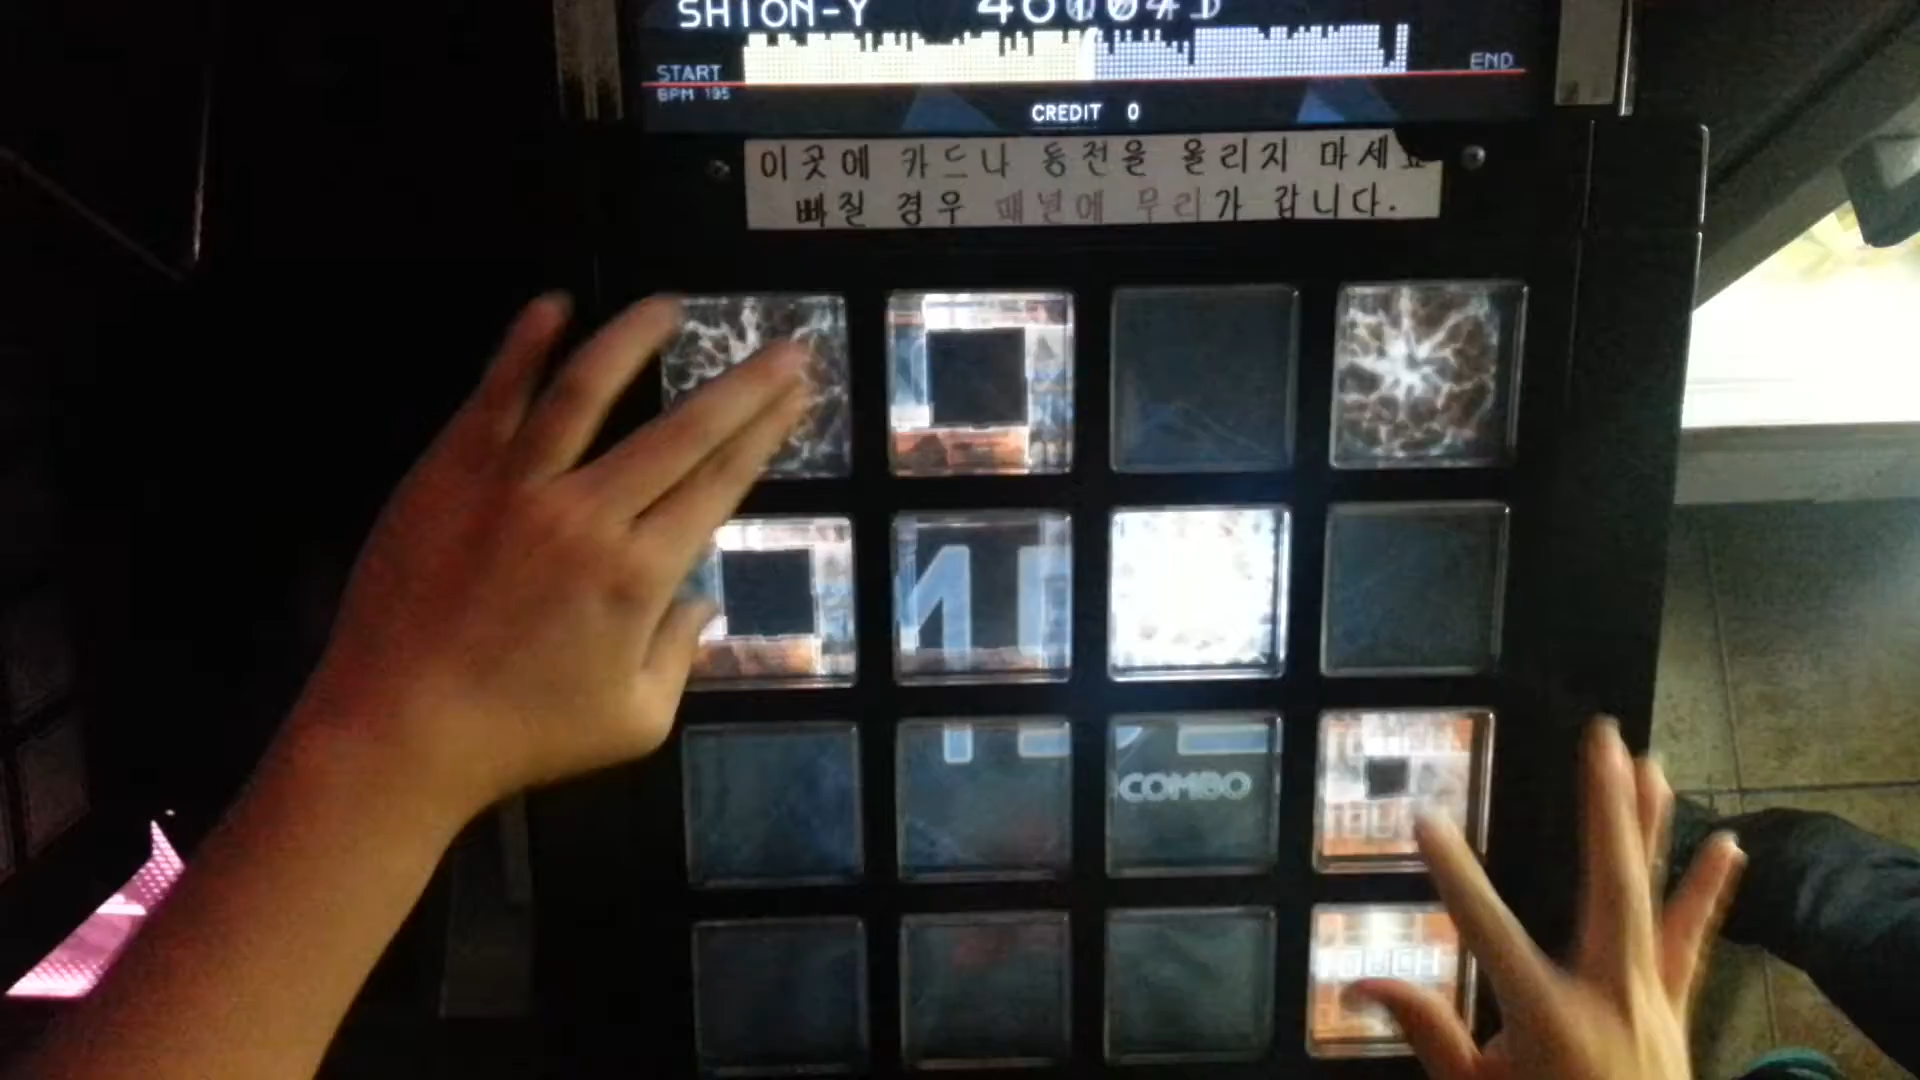 SHION-Y
START
END
BPM 195
CREDIT 0
이곳에 카드나 동전을 올리지 마세요
빠질 경우 패널에 무리가 갑니다.
COMBO
TOUCH